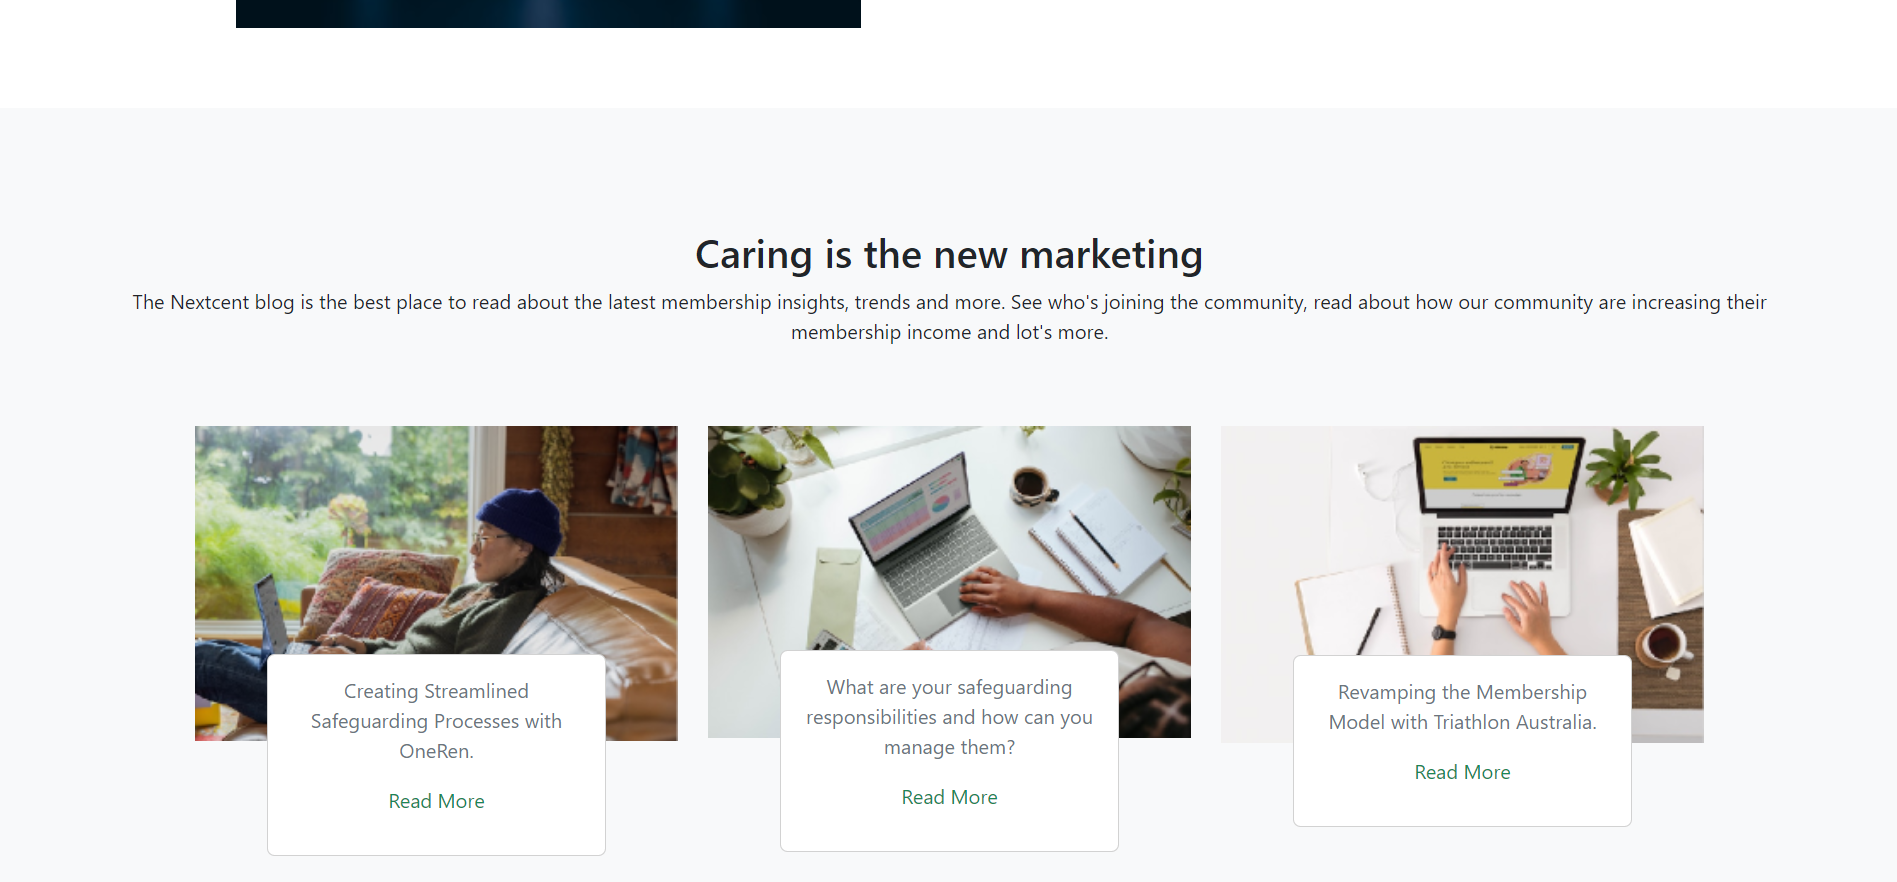 Caring is the new marketing
The Nextcent blog is the best place to read about the latest membership insights, trends and more. See who's joining the community, read about how our community are increasing their
membership income and lot's more.
Creating Streamlined
Safeguarding Processes with
OneRen.
Read More
What are your safeguarding
responsibilities and how can you
manage them?
Read More
Revamping the Membership
Model with Triathlon Australia.
Read More